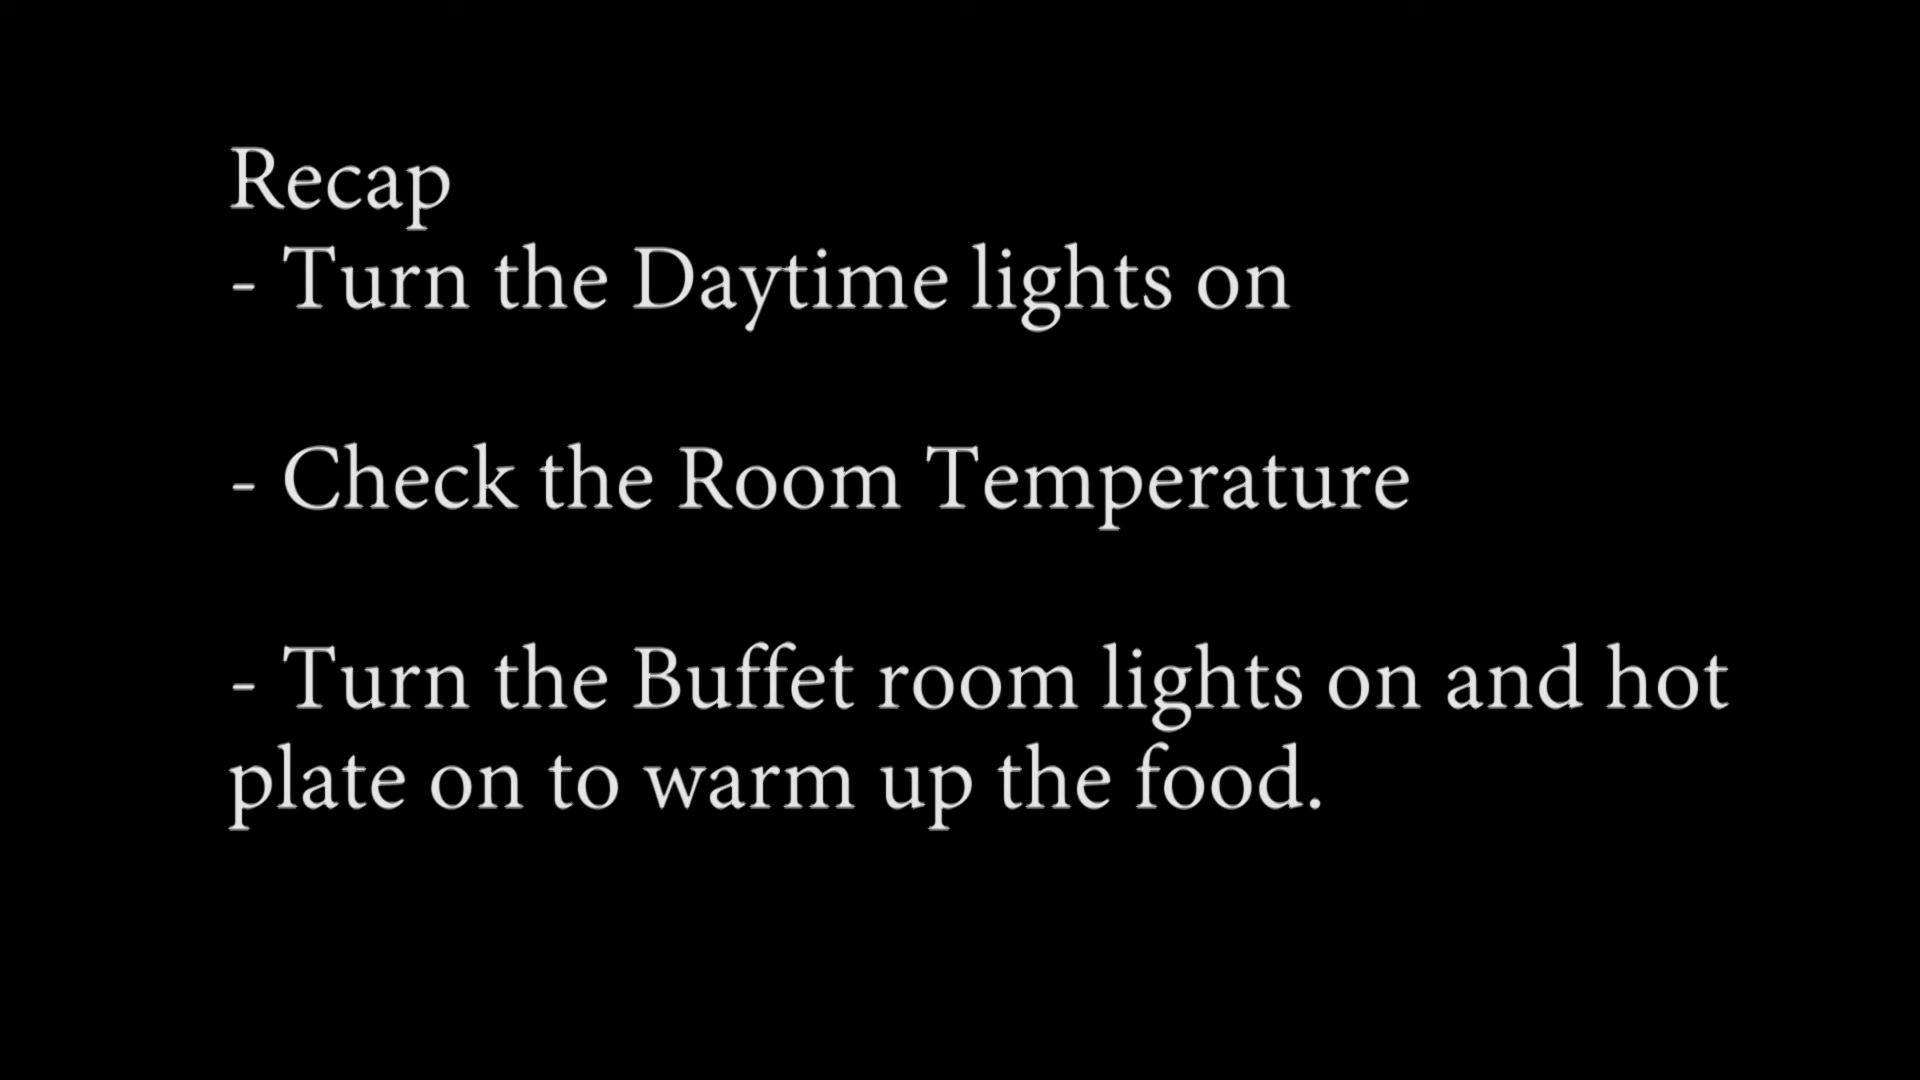 Recap
- Turn the Daytime lights on
- Check the Room Temperature
- Turn the Buffet room lights on and hot
plate on to warm up the food.